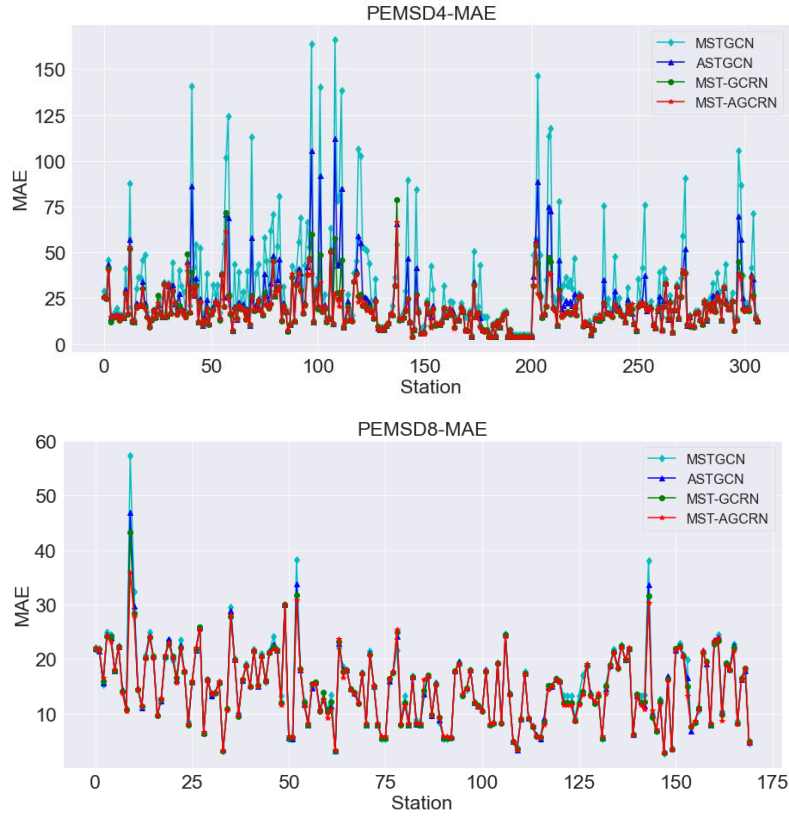 PEMSD4-MAE
MAE
150
125
100
75
50
25
0
MSTGCN
ASTGCN
MST-GCRN
MST-AGCRN
0 50 100 150 200 250 300
Station
PEMSD8-MAE
MAE
60
50
40
30
20
10
MSTGCN
ASTGCN
MST-GCRN
MST-AGCRN
0 25 50 75 100 125 150 175
Station